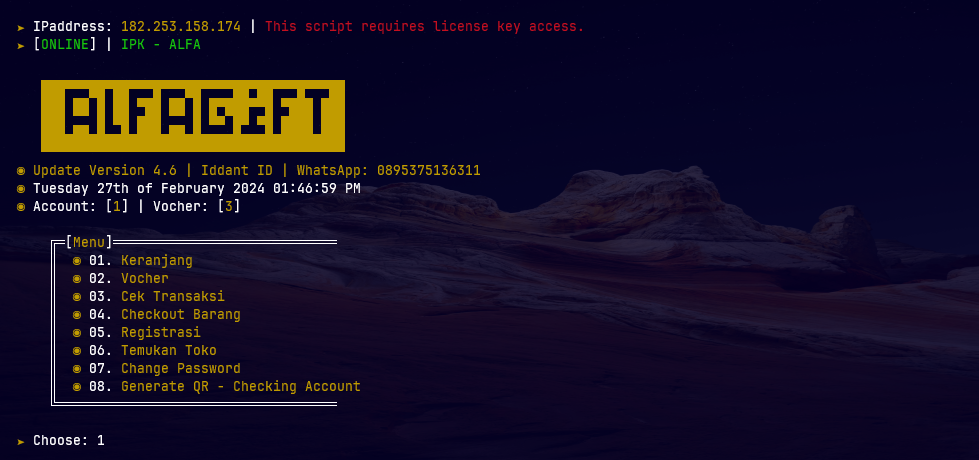 ➤ IPaddress: 182.253.158.174 | This script requires license key access.
➤ [ONLINE] | IPK - ALFA
ALFAGiFT
◉ Update Version 4.6 | Iddant ID | WhatsApp: 0895375136311
◉ Tuesday 27th of February 2024 01:46:59 PM
◉ Account: [1] | Vocher: [3]
[Menu]
◉ 01. Keranjang
◉ 02. Vocher
◉ 03. Cek Transaksi
◉ 04. Checkout Barang
◉ 05. Registrasi
◉ 06. Temukan Toko
◉ 07. Change Password
◉ 08. Generate QR - Checking Account
➤ Choose: 1